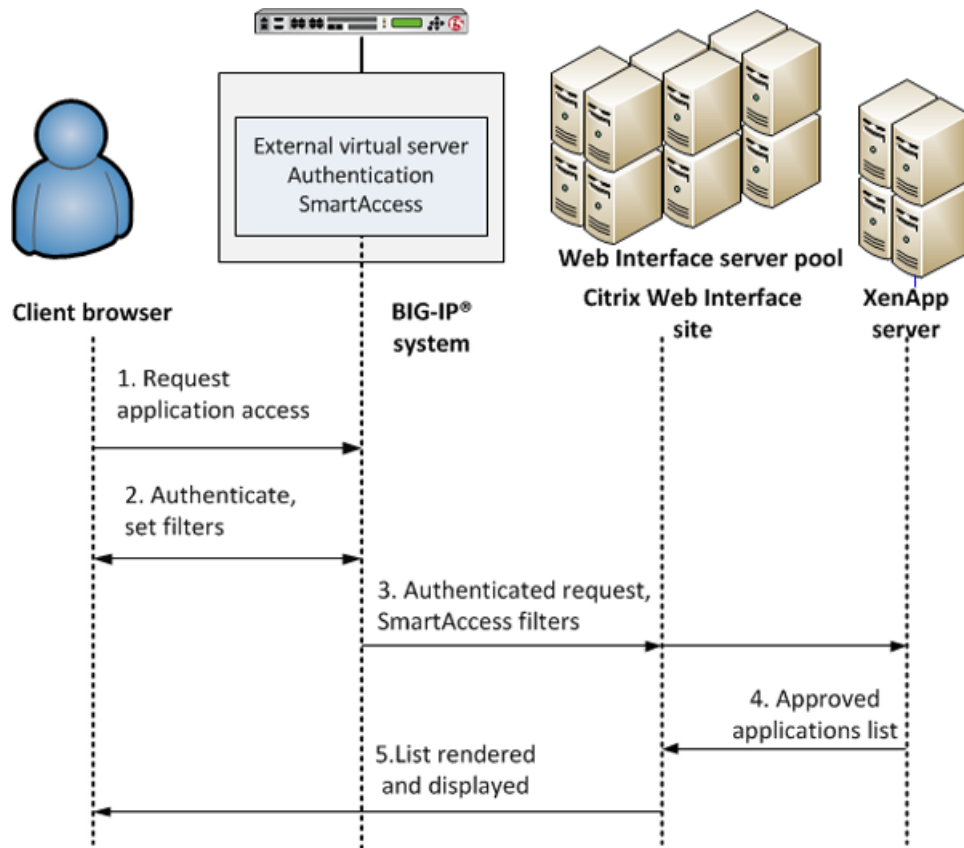 External virtual server
Authentication
SmartAccess
Web Interface server pool
Client browser
BIG-IP®
system
Citrix Web Interface
site
XenApp
server
1. Request
application access
2. Authenticate,
set filters
3. Authenticated request,
SmartAccess filters
4. Approved
applications list
5.List rendered
and displayed